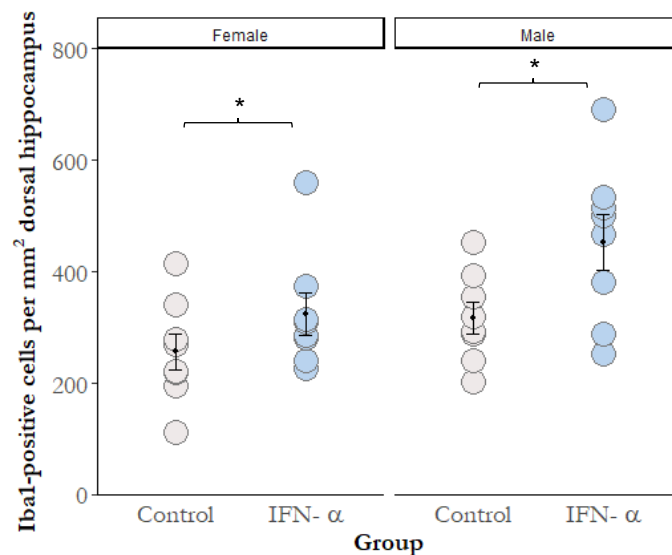 Female
Male
Iba1-positive cells per mm² dorsal hippocampus
800
600
400
200
0
*
*
Control
IFN- α
Control
IFN- α
Group